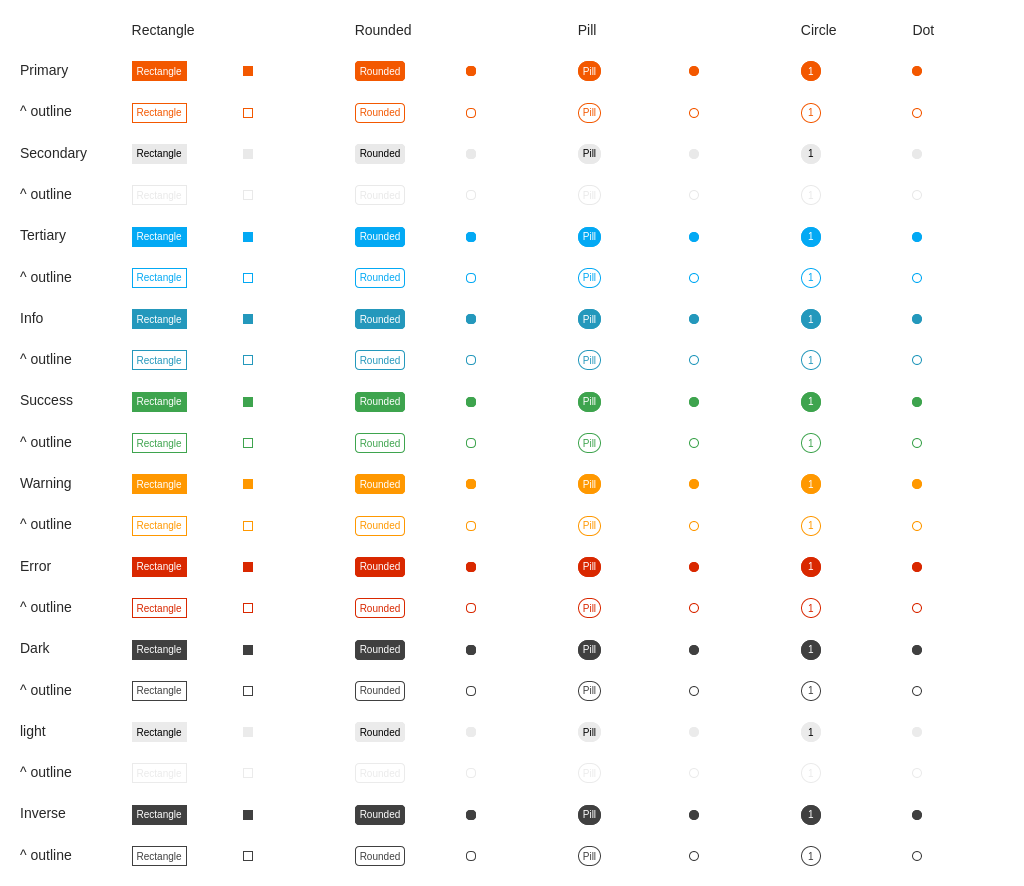 Rectangle Rounded Pill Circle Dot
Primary Rectangle Rounded Pill 1
^ outline Rectangle Rounded Pill 1
Secondary Rectangle Rounded Pill 1
^ outline Rectangle Rounded Pill 1
Tertiary Rectangle Rounded Pill 1
^ outline Rectangle Rounded Pill 1
Info Rectangle Rounded Pill 1
^ outline Rectangle Rounded Pill 1
Success Rectangle Rounded Pill 1
^ outline Rectangle Rounded Pill 1
Warning Rectangle Rounded Pill 1
^ outline Rectangle Rounded Pill 1
Error Rectangle Rounded Pill 1
^ outline Rectangle Rounded Pill 1
Dark Rectangle Rounded Pill 1
^ outline Rectangle Rounded Pill 1
light Rectangle Rounded Pill 1
^ outline Rectangle Rounded Pill 1
Inverse Rectangle Rounded Pill 1
^ outline Rectangle Rounded Pill 1